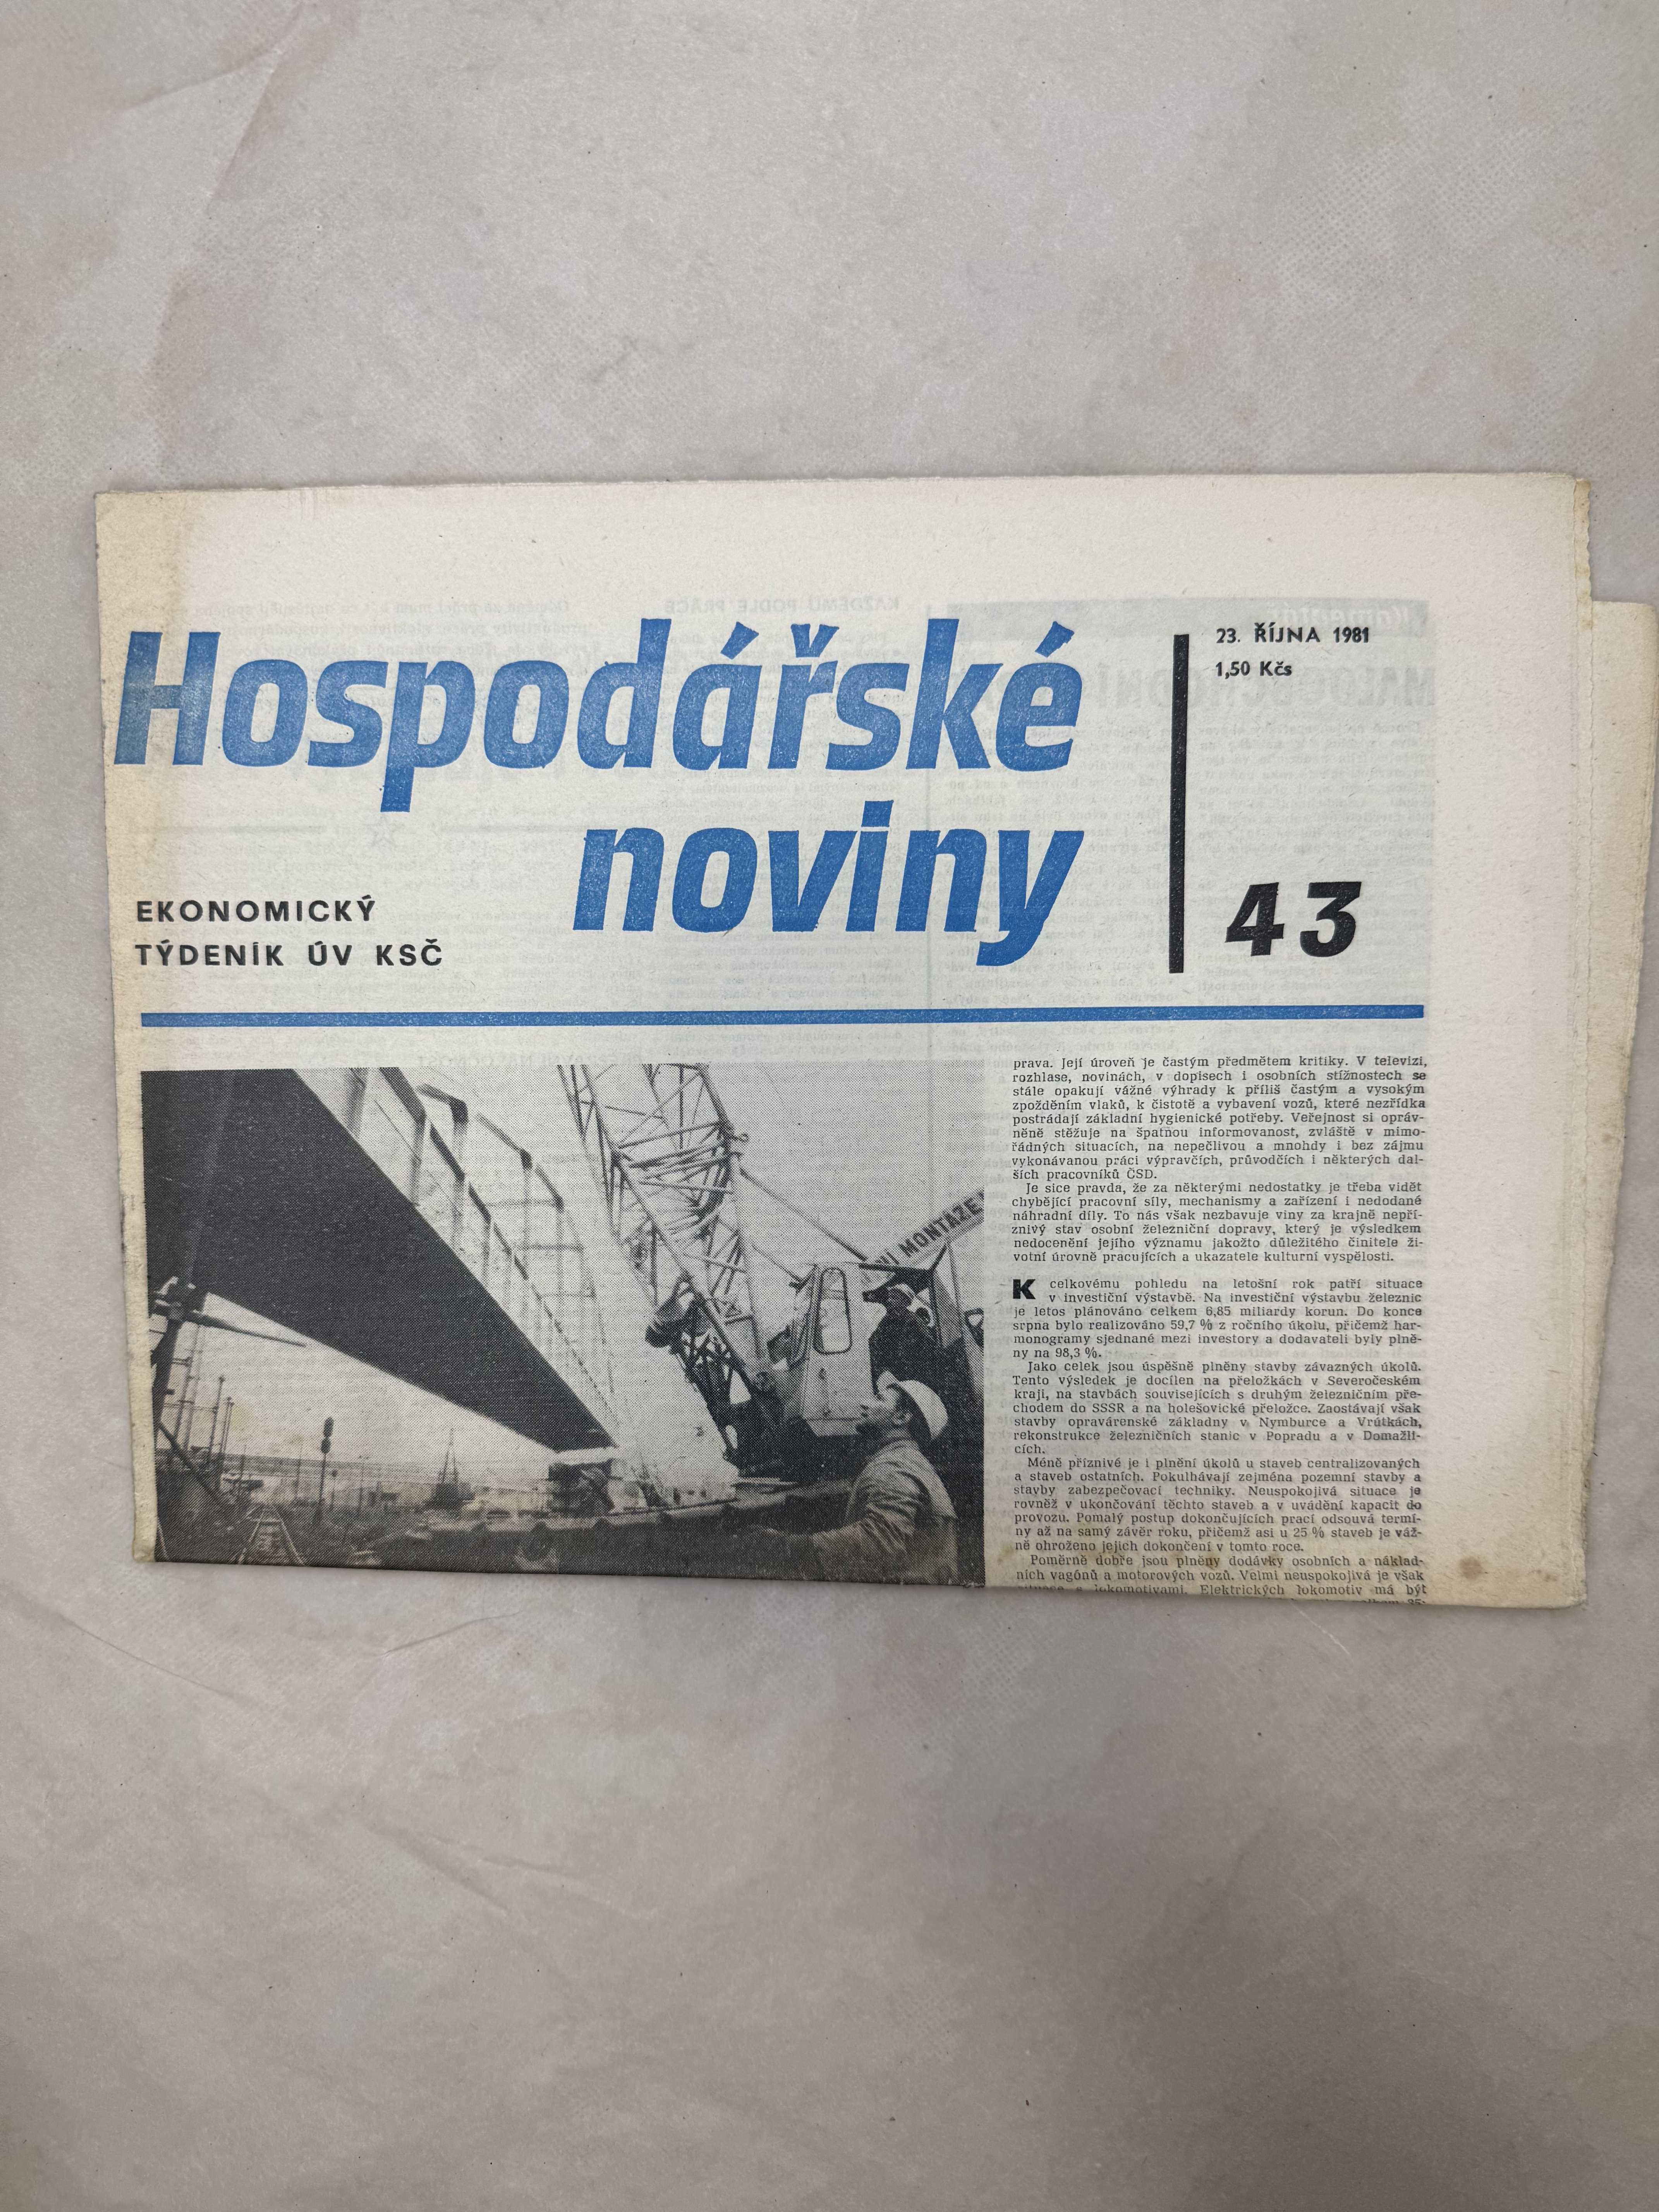 Hospodářské
noviny
EKONOMICKÝ
TÝDENÍK ÚV KSČ
23. ŘÍJNA 1981
1,50 Kčs
43
NÍ MONTÁŽE
prava. Její úroveň je častým předmětem kritiky. V televizi,
rozhlase, novinách, v dopisech i osobních stížnostech se
stále opakují vážné výhrady k příliš častým a vysokým
zpožděním vlaků, k čistotě a vybavení vozů, které nezřídka
postrádají základní hygienické potřeby. Veřejnost si opráv-
něně stěžuje na špatnou informovanost, zvláště v mimo-
řádných situacích, na nepečlivou a mnohdy i bez zájmu
vykonávanou práci výpravčích, průvodčích i některých dal-
ších pracovníků ČSD.
Je sice pravda, že za některými nedostatky je třeba vidět
chybějící pracovní síly, mechanismy a zařízení i nedodané
náhradní díly. To nás však nezbavuje viny za krajně nepří-
znivý stav osobní železniční dopravy, který je výsledkem
nedocenění jejího významu jakožto důležitého činitele ži-
votní úrovně pracujících a ukazatele kulturní vyspělosti.
K celkovému pohledu na letošní rok patří situace
v investiční výstavbě. Na investiční výstavbu železnic
je letos plánováno celkem 6,85 miliardy korun. Do konce
srpna bylo realizováno 59,7 % z ročního úkolu, přičemž har-
monogramy sjednané mezi investory a dodavateli byly plně-
ny na 98,3 %.
Jako celek jsou úspěšně plněny stavby závazných úkolů.
Tento výsledek je docílen na přeložkách v Severočeském
kraji, na stavbách souvisejících s druhým železničním pře-
chodem do SSSR a na holešovické přeložce. Zaostávají však
stavby opravárenské základny v Nymburce a Vrútkách,
rekonstrukce železničních stanic v Popradu a v Domažli-
cích.
Méně příznivé je i plnění úkolů u staveb centralizovaných
a staveb ostatních. Pokulhávají zejména pozemní stavby a
stavby zabezpečovací techniky. Neuspokojivá situace je
rovněž v ukončování těchto staveb a v uvádění kapacit do
provozu. Pomalý postup dokončujících prací odsouvá termí-
ny až na samý závěr roku, přičemž asi u 25 % staveb je váž-
ně ohroženo jejich dokončení v tomto roce.
Poměrně dobře jsou plněny dodávky osobních a náklad-
ních vagónů a motorových vozů. Velmi neuspokojivá je však
situace s lokomotivami. Elektrických lokomotiv má být